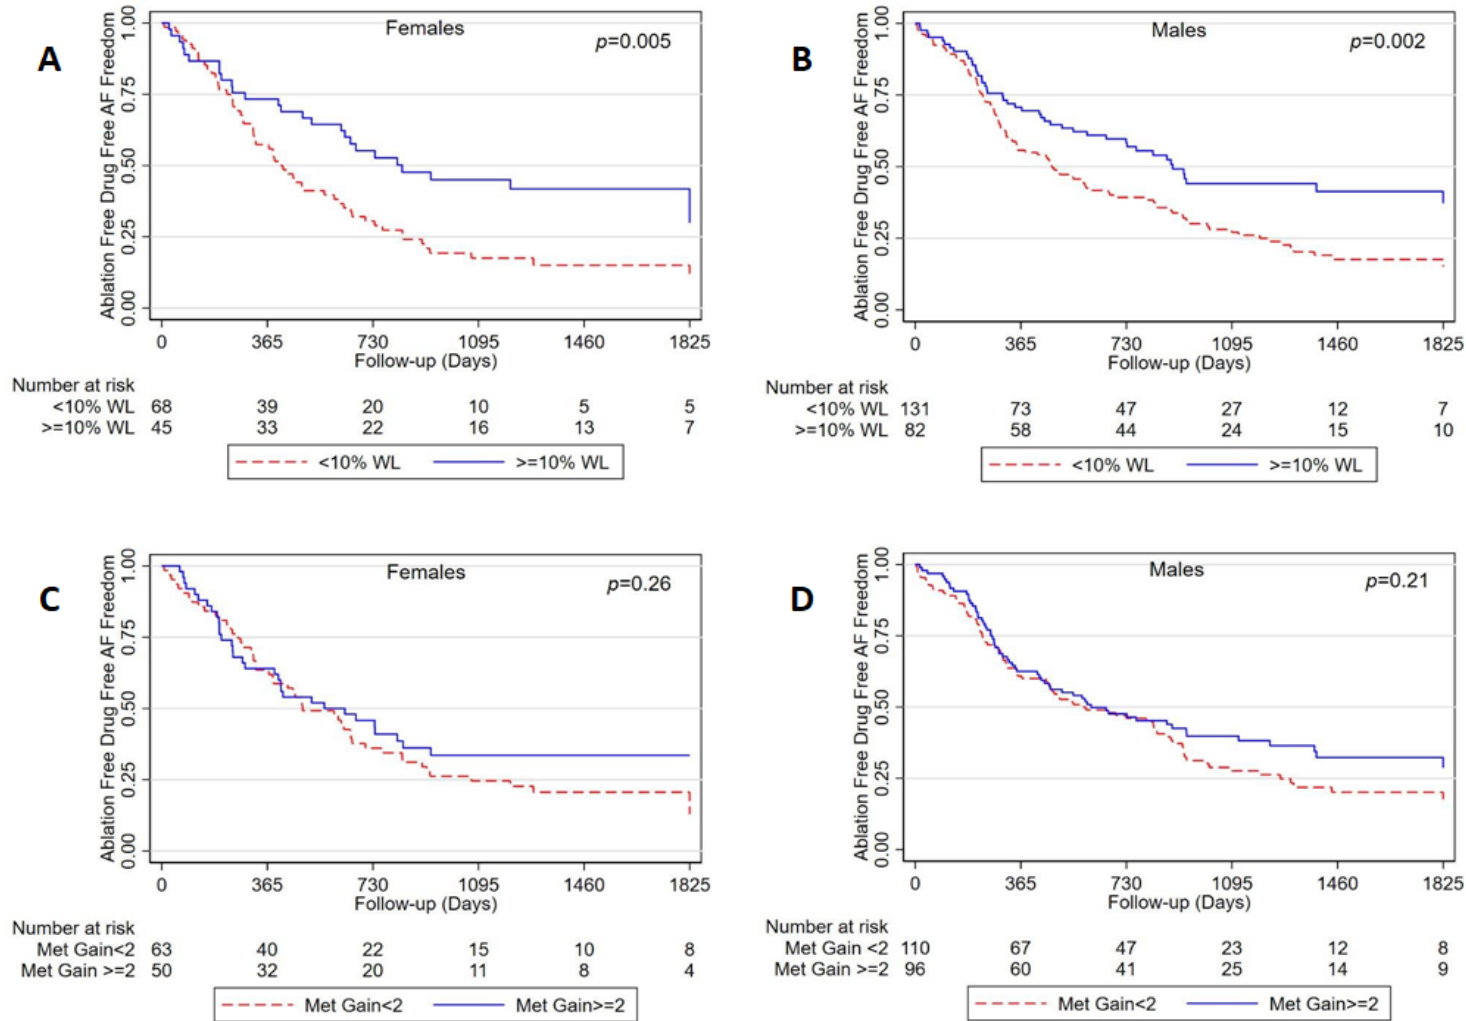 A
Females
p=0.005
Ablation Free Drug Free AF Freedom
1.00
0.75
0.50
0.25
0.00
0 365 730 1095 1460 1825
Follow-up (Days)
Number at risk
<10% WL 68 39 20 10 5 5
>=10% WL 45 33 22 16 13 7
<10% WL >=10% WL
B
Males
p=0.002
Ablation Free Drug Free AF Freedom
1.00
0.75
0.50
0.25
0.00
0 365 730 1095 1460 1825
Follow-up (Days)
Number at risk
<10% WL 131 73 47 27 12 7
>=10% WL 82 58 44 24 15 10
<10% WL >=10% WL
C
Females
p=0.26
Ablation Free Drug Free AF Freedom
1.00
0.75
0.50
0.25
0.00
0 365 730 1095 1460 1825
Follow-up (Days)
Number at risk
Met Gain<2 63 40 22 15 10 8
Met Gain >=2 50 32 20 11 8 4
Met Gain<2 Met Gain>=2
D
Males
p=0.21
Ablation Free Drug Free AF Freedom
1.00
0.75
0.50
0.25
0.00
0 365 730 1095 1460 1825
Follow-up (Days)
Number at risk
Met Gain <2 110 67 47 23 12 8
Met Gain >=2 96 60 41 25 14 9
Met Gain<2 Met Gain>=2